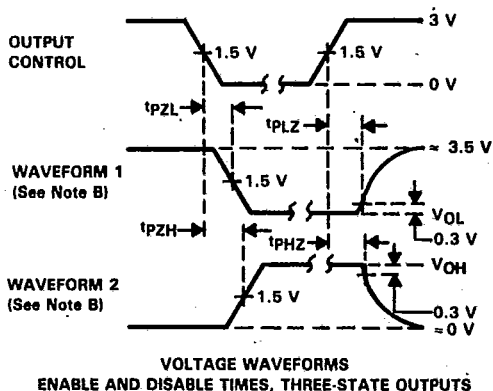 3 V
OUTPUT
CONTROL
1.5 V
1.5 V
0 V
tPZL
tPLZ
≈ 3.5 V
WAVEFORM 1
(See Note B)
1.5 V
VOL
0.3 V
tPZH
tPHZ
VOH
WAVEFORM 2
(See Note B)
1.5 V
0.3 V
≈0 V
VOLTAGE WAVEFORMS
ENABLE AND DISABLE TIMES, THREE-STATE OUTPUTS